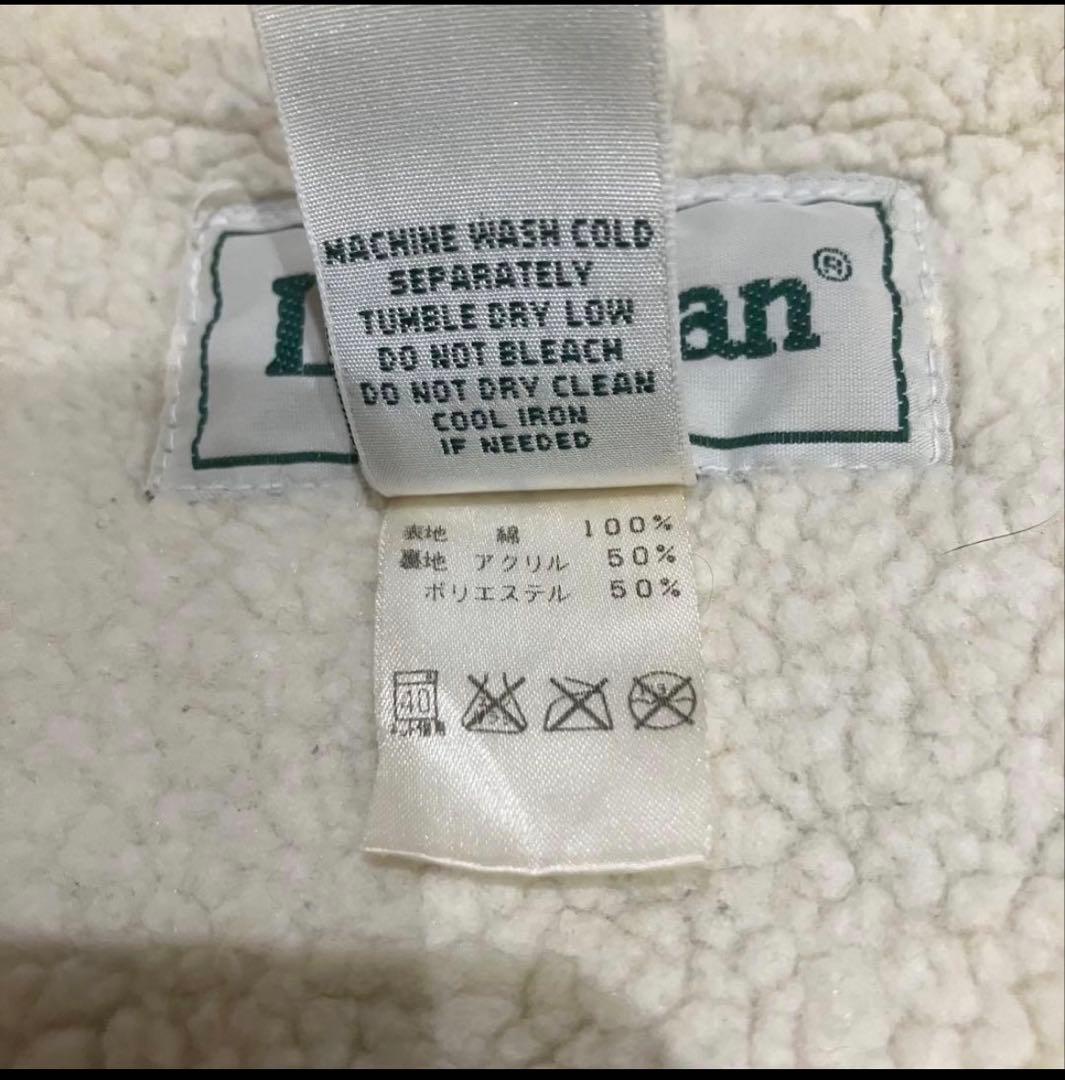 MACHINE WASH COLD
SEPARATELY
TUMBLE DRY LOW
DO NOT BLEACH
DO NOT DRY CLEAN
COOL IRON
IF NEEDED
an®
表地 綿 100%
裏地 アクリル 50%
ポリエステル 50%
40